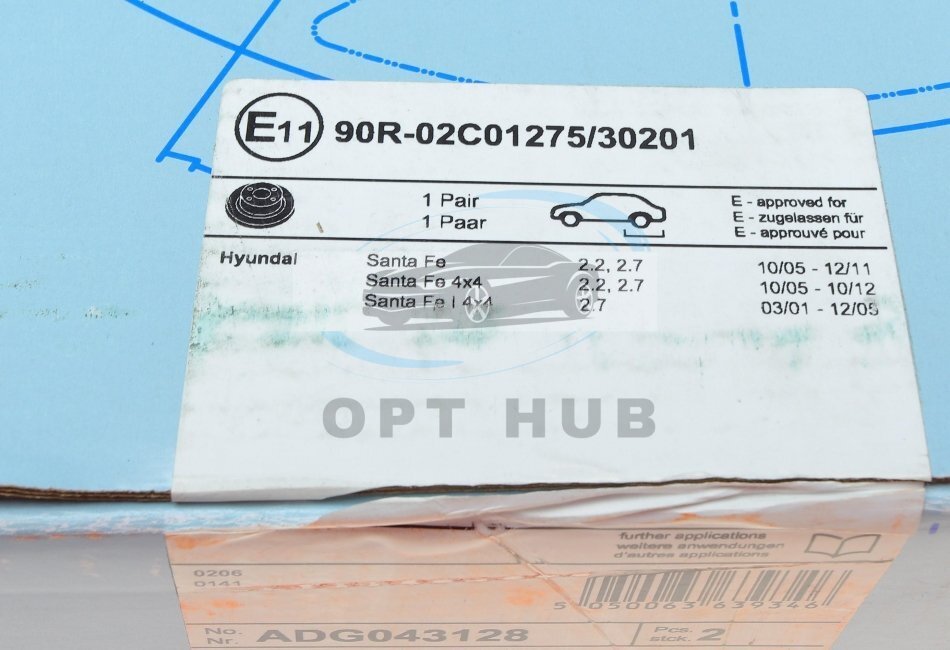 E11 90R-02C01275/30201
1 Pair
1 Paar
E - approved for
E - zugelassen für
E - approuvé pour
Hyundai Santa Fe 2.2, 2.7 10/05 - 12/11
Santa Fe 4x4 2.2, 2.7 10/05 - 10/12
Santa Fe I 4x4 2.7 03/01 - 12/05
OPT HUB
further applications
weitere anwendungen
d'autres applications
0206
0141
5 050063 639346
No.
Nr. ADG043128
Pcs.
stck. 2